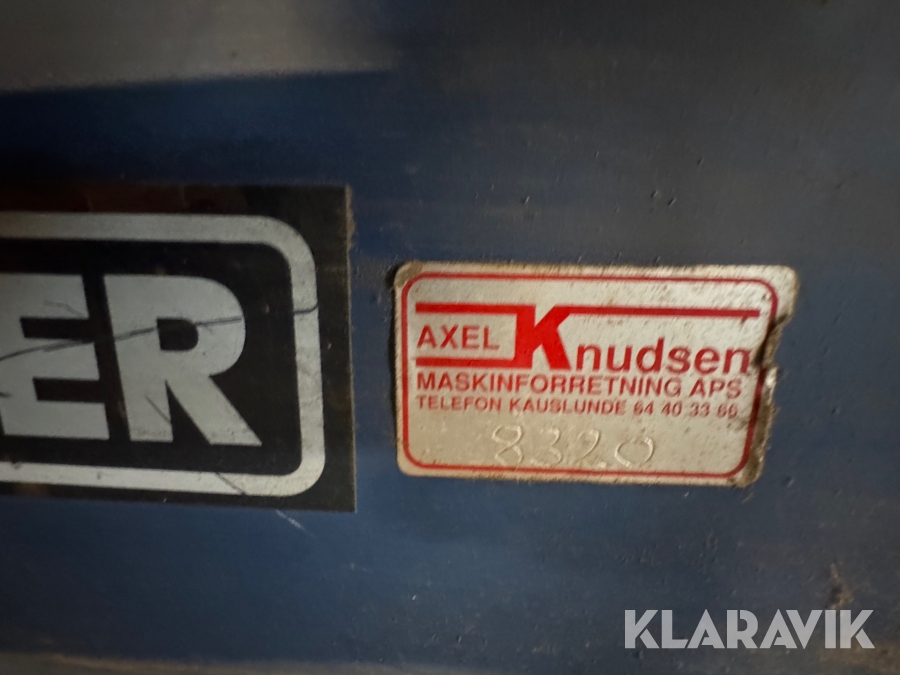 ER
AXEL Knudsen
MASKINFORRETNING APS
TELEFON KAUSLUNDE 64 40 33 66
8320
KLARAVIK